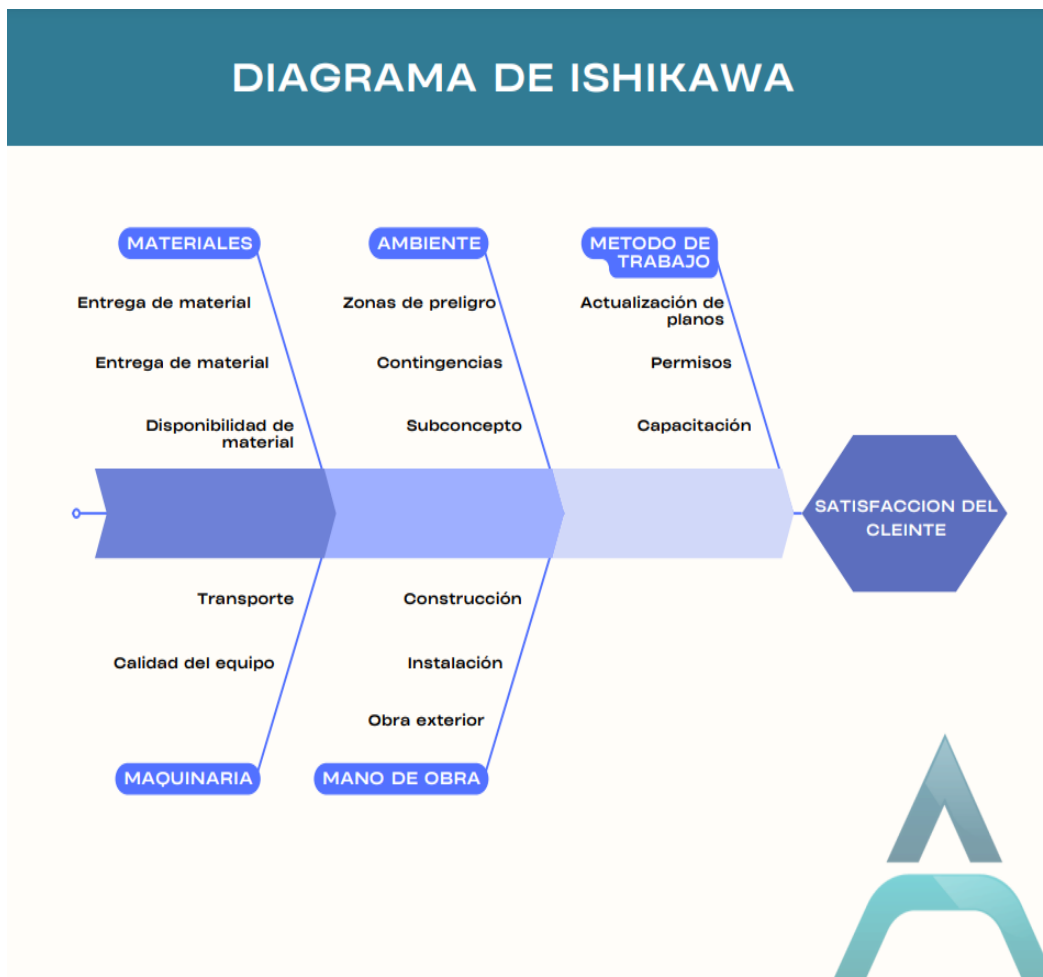 DIAGRAMA DE ISHIKAWA
MATERIALES
AMBIENTE
METODO DE
TRABAJO
Entrega de material
Zonas de preligro
Actualización de
planos
Entrega de material
Contingencias
Permisos
Disponibilidad de
material
Subconcepto
Capacitación
SATISFACCION DEL
CLEINTE
Transporte
Construcción
Calidad del equipo
Instalación
Obra exterior
MAQUINARIA
MANO DE OBRA